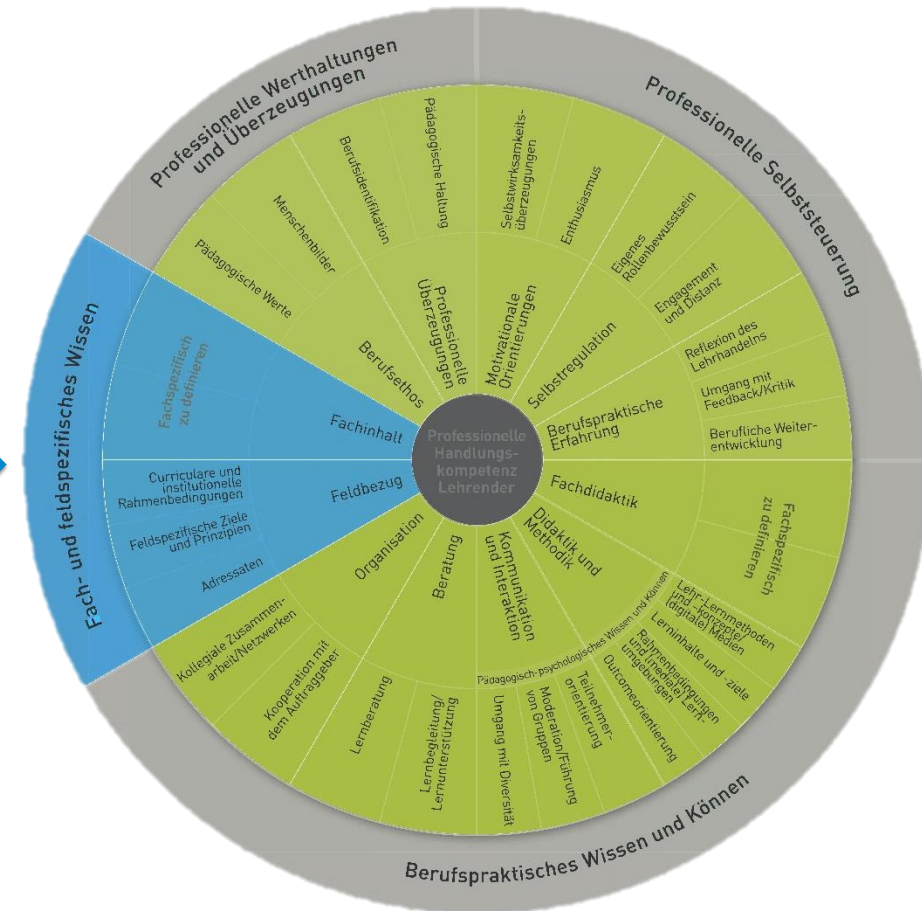 Professionelle Werthaltungen
und Überzeugungen
Professionelle Selbststeuerung
Fach- und feldspezifisches Wissen
Berufspraktisches Wissen und Können
Professionelle
Handlungs-
kompetenz
Lehrender
Berufsethos
Pädagogische Werte
Menschenbilder
Professionelle
Überzeugungen
Berufsidentifikation
Pädagogische Haltung
Motivationale
Orientierungen
Selbstwirksamkeits-
überzeugungen
Enthusiasmus
Selbstregulation
Eigenes
Rollenbewusstsein
Engagement
und Distanz
Berufspraktische
Erfahrung
Reflexion des
Lehrhandelns
Umgang mit
Feedback/Kritik
Berufliche Weiter-
entwicklung
Fachdidaktik
Fachspezifisch
zu definieren
Didaktik und
Methodik
Lehr-Lernmethoden
und -konzepte/
(digitale) Medien
Lerninhalte und -ziele
Rahmenbedingungen
und (mediale) Lern-
umgebungen
Outcomeorientierung
Pädagogisch-psychologisches Wissen und Können
Kommunikation
und Interaktion
Teilnehmer-
orientierung
Moderation/Führung
von Gruppen
Umgang mit Diversität
Beratung
Lernbegleitung/
Lernunterstützung
Lernberatung
Organisation
Kooperation mit
dem Auftraggeber
Kollegiale Zusammen-
arbeit/Netzwerken
Feldbezug
Adressaten
Feldspezifische Ziele
und Prinzipien
Curriculare und
institutionelle
Rahmenbedingungen
Fachinhalt
Fachspezifisch
zu definieren